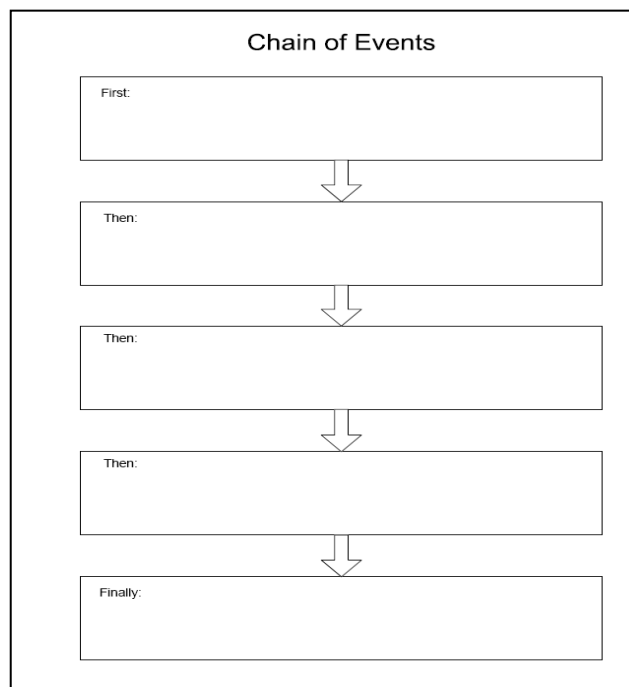 Chain of Events
First:
Then:
Then:
Then:
Finally: